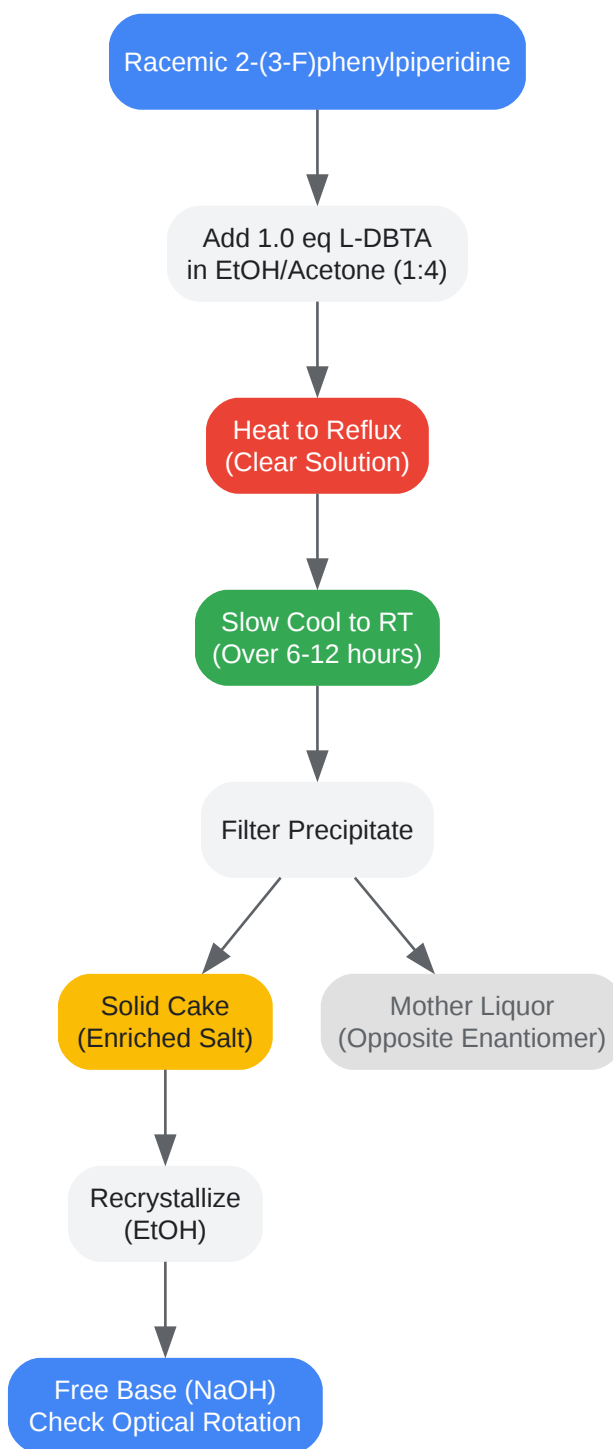 Racemic 2-(3-F)phenylpiperidine
Add 1.0 eq L-DBTA
in EtOH/Acetone (1:4)
Heat to Reflux
(Clear Solution)
Slow Cool to RT
(Over 6-12 hours)
Filter Precipitate
Solid Cake
(Enriched Salt)
Mother Liquor
(Opposite Enantiomer)
Recrystallize
(EtOH)
Free Base (NaOH)
Check Optical Rotation